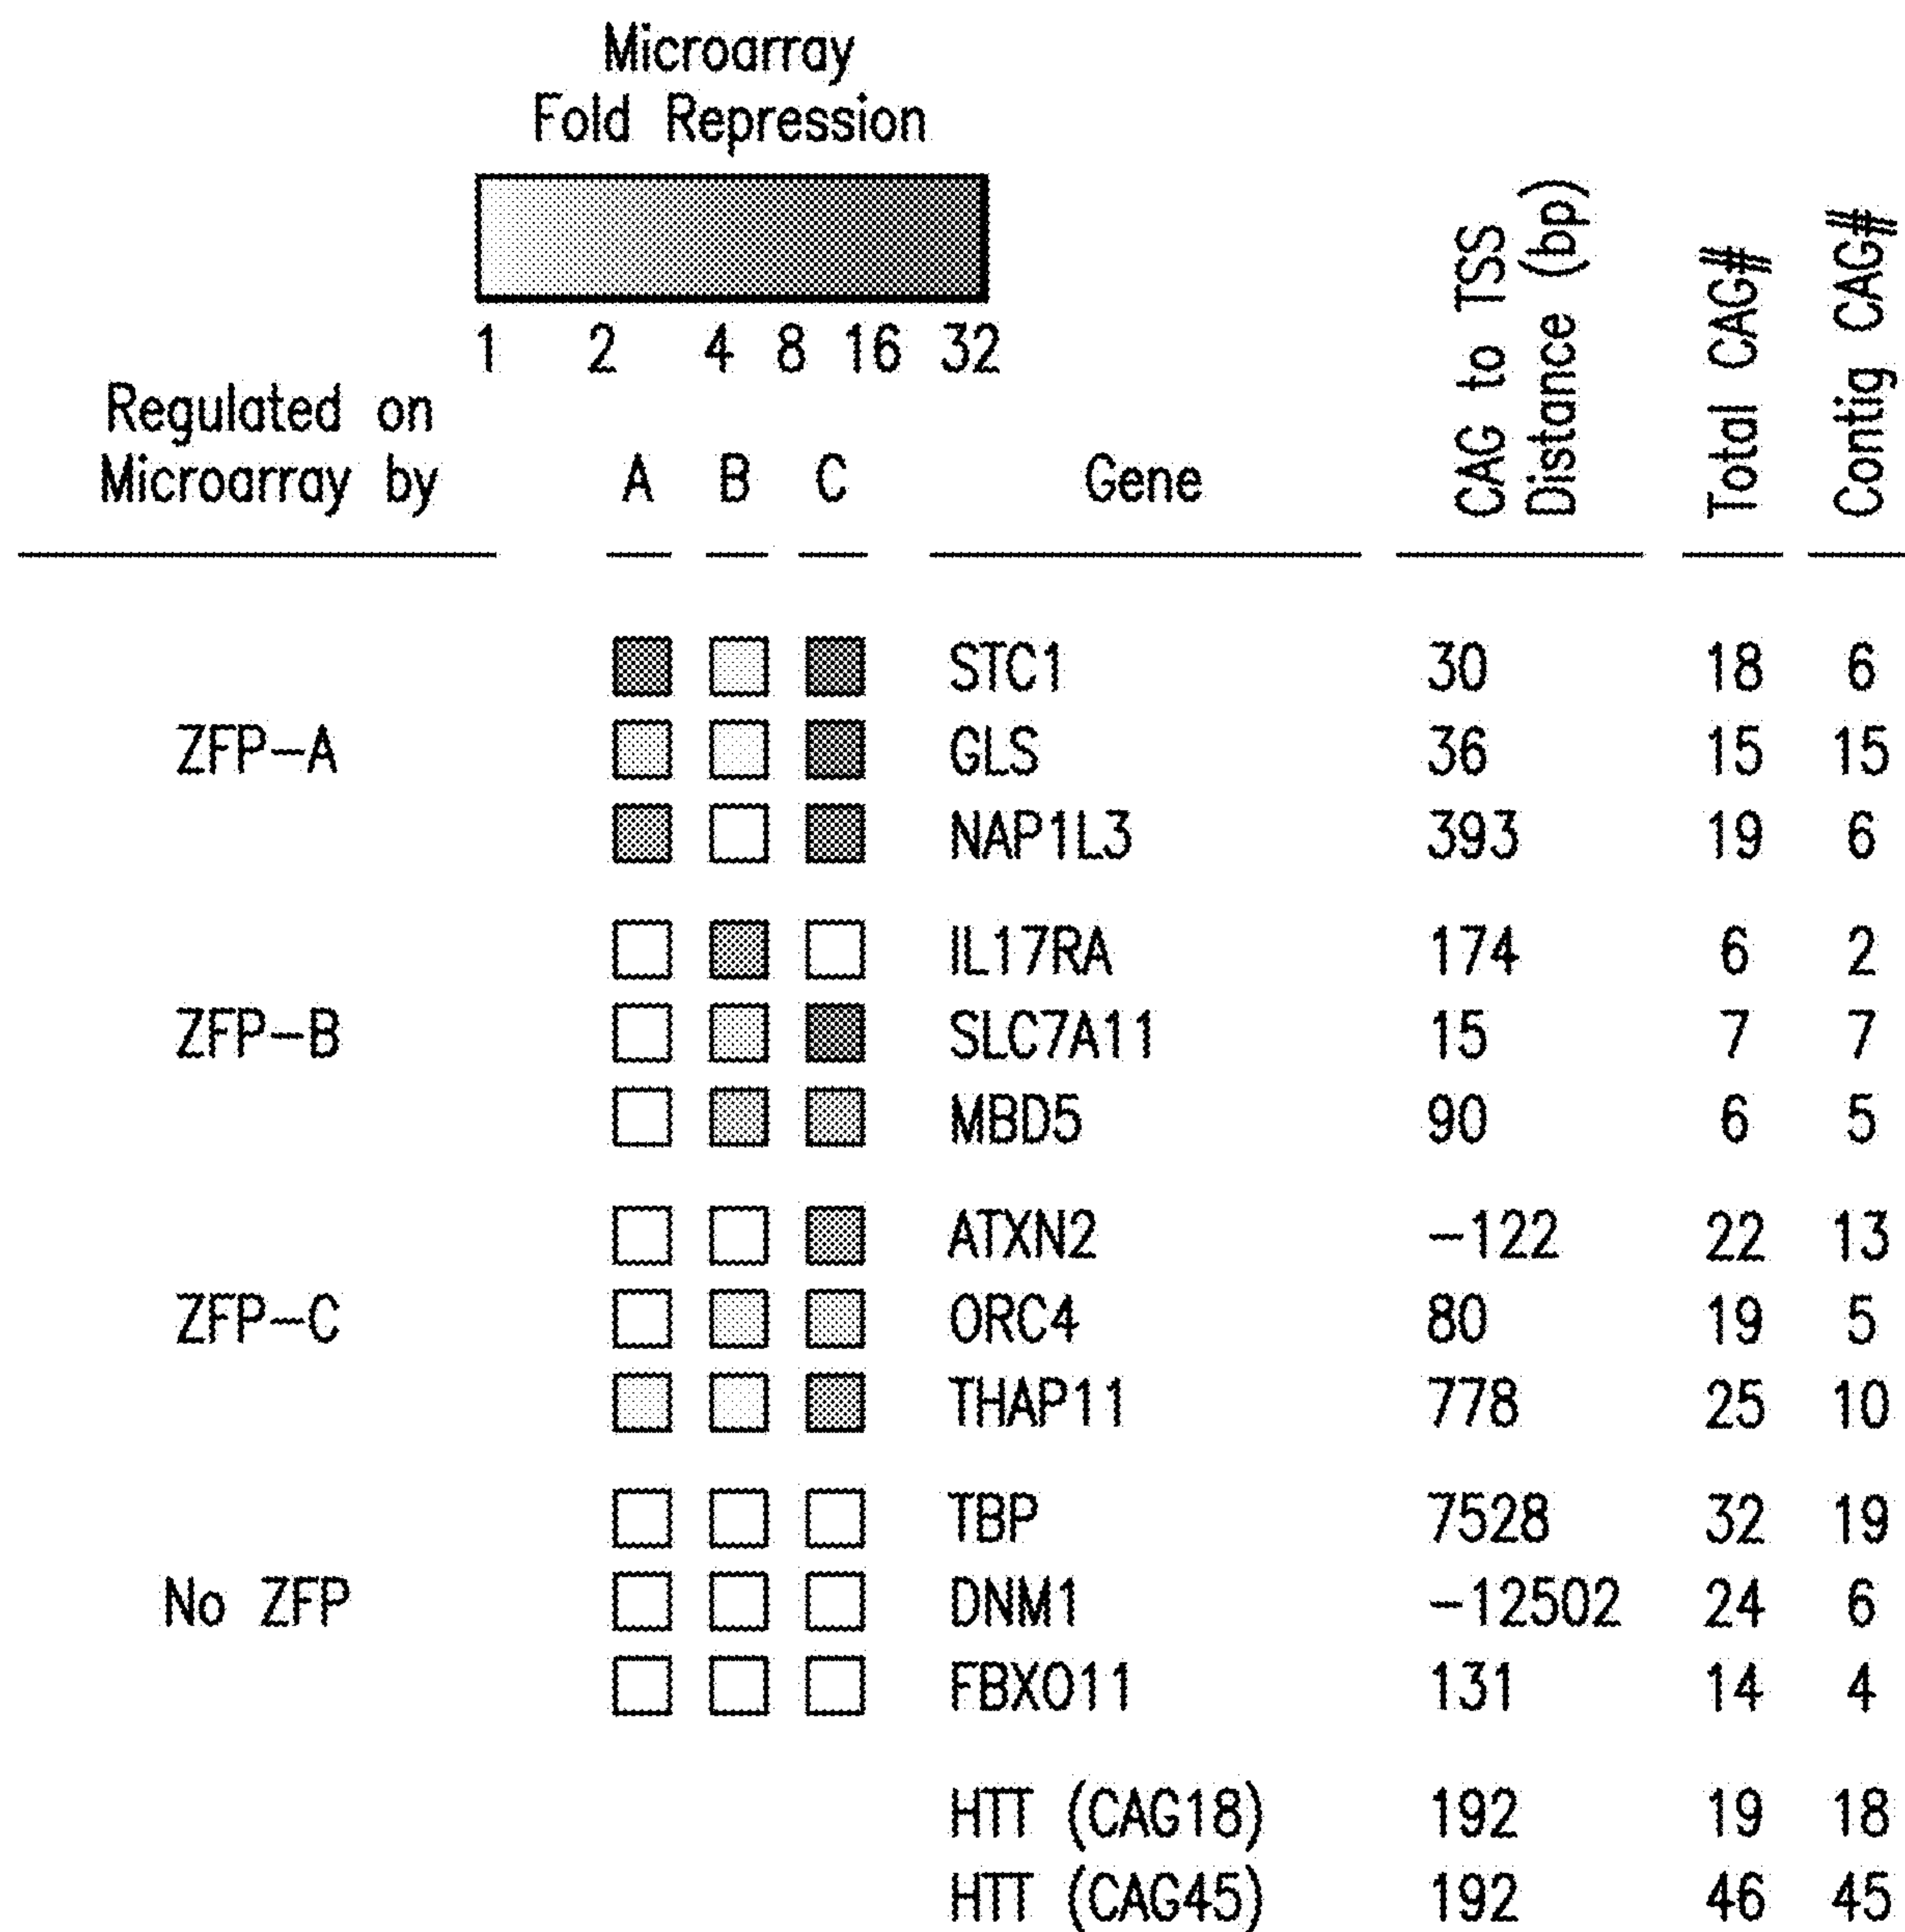 Microarray
Fold Repression
1 2 4 8 16 32
Regulated on
Microarray by
A B C
Gene
CAG to TSS
Distance (bp)
Total CAG#
Contig CAG#
STC1 30 18 6
ZFP-A GLS 36 15 15
NAP1L3 393 19 6
IL17RA 174 6 2
ZFP-B SLC7A11 15 7 7
MBD5 90 6 5
ATXN2 -122 22 13
ZFP-C ORC4 80 19 5
THAP11 778 25 10
TBP 7528 32 19
No ZFP DNM1 -12502 24 6
FBXO11 131 14 4
HTT (CAG18) 192 19 18
HTT (CAG45) 192 46 45